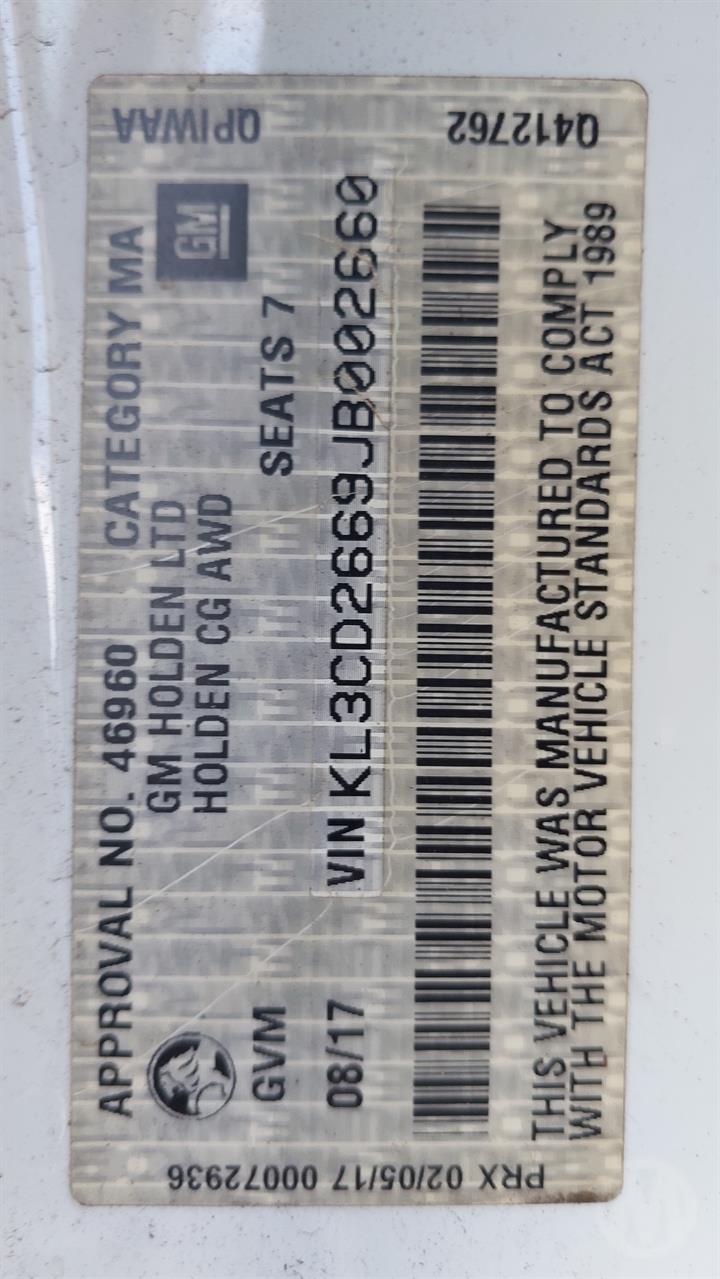 APPROVAL NO. 46960 CATEGORY MA
GM HOLDEN LTD
HOLDEN CG AWD
GM
GVM SEATS 7
08/17 VIN KL3CD2669JB002660
THIS VEHICLE WAS MANUFACTURED TO COMPLY
WITH THE MOTOR VEHICLE STANDARDS ACT 1989
PRX 02/05/17 00072936
Q412762 QPIWAA